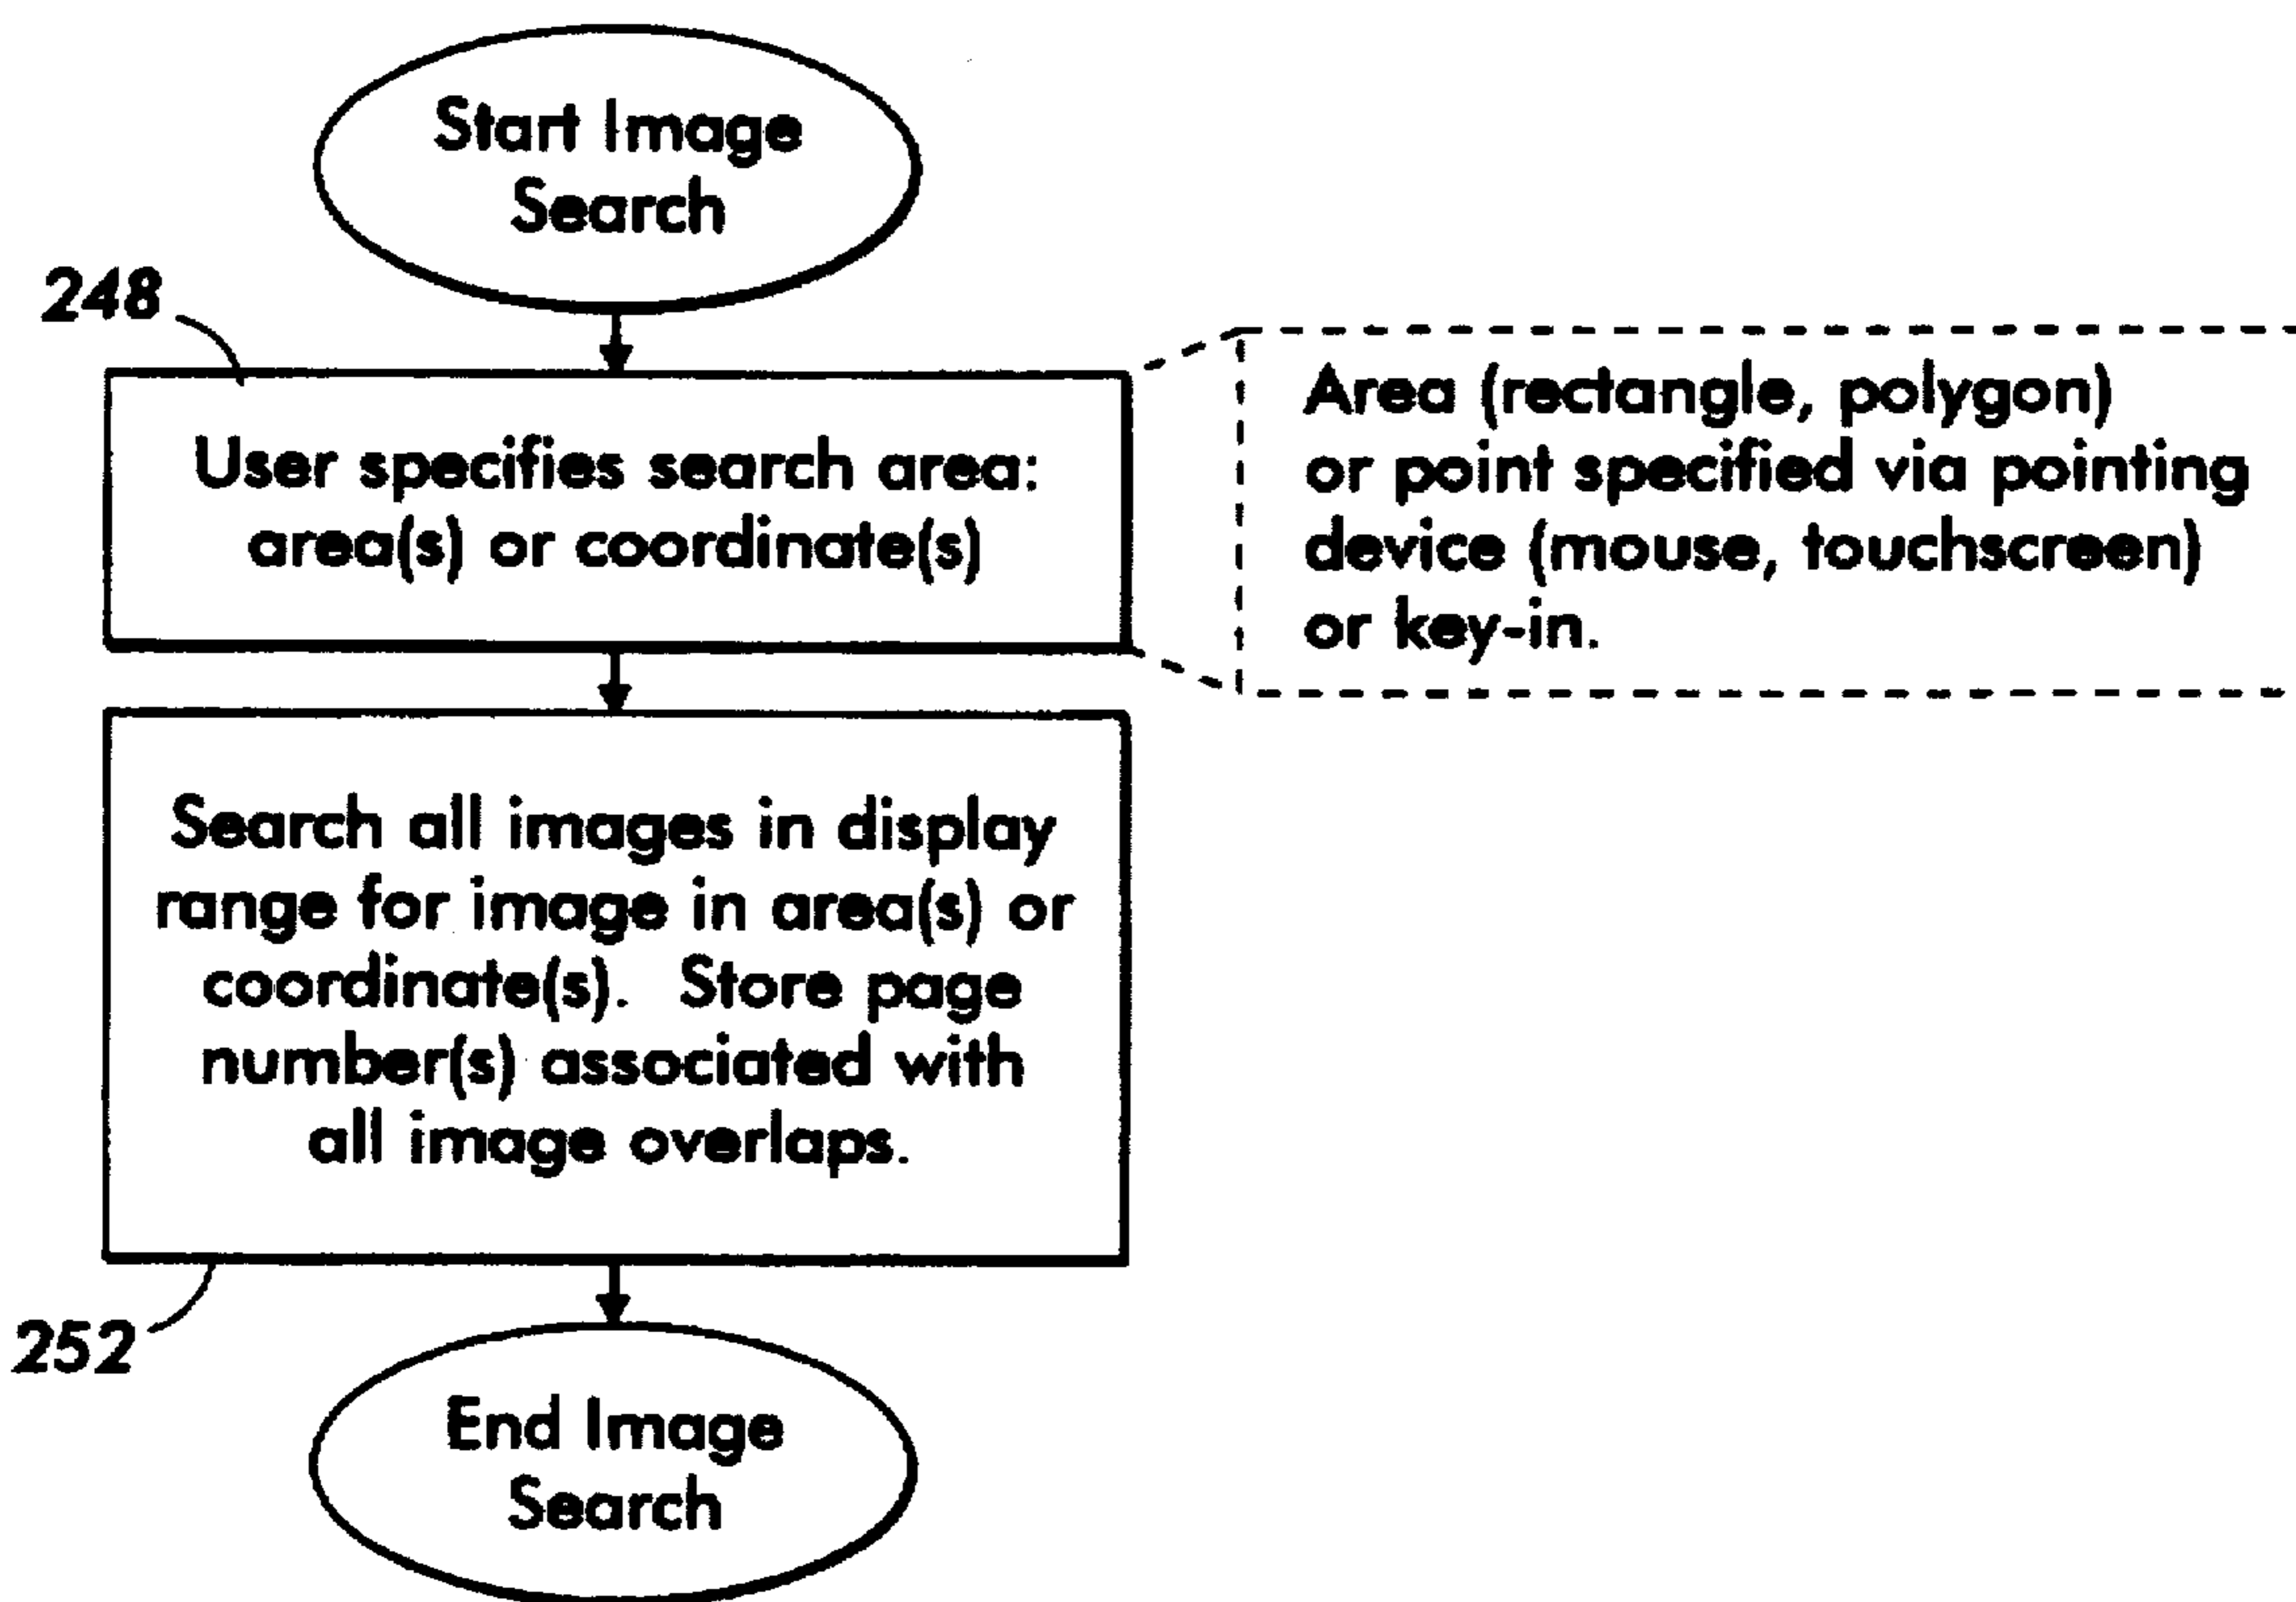 Start Image
Search
248
User specifies search area:
area(s) or coordinate(s)
Area (rectangle, polygon)
or point specified via pointing
device (mouse, touchscreen)
or key-in.
Search all images in display
range for image in area(s) or
coordinate(s). Store page
number(s) associated with
all image overlaps.
252
End Image
Search